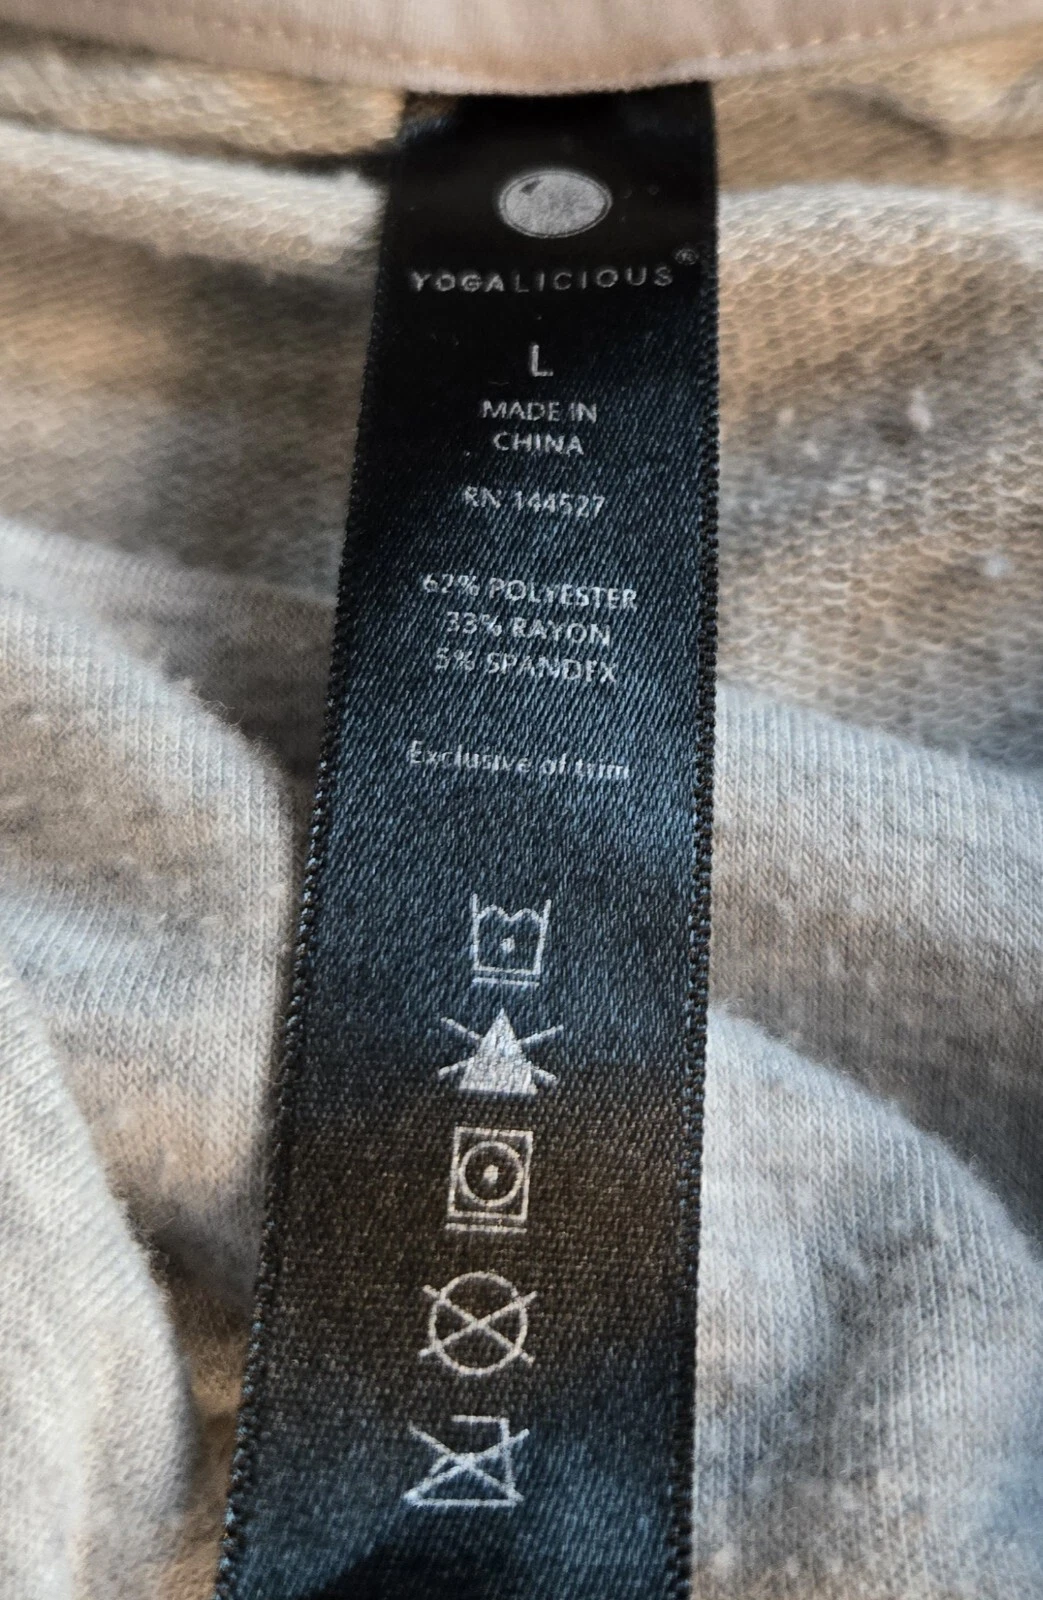 YOGALICIOUS®
L
MADE IN
CHINA
RN 144527
62% POLYESTER
33% RAYON
5% SPANDEX
Exclusive of trim